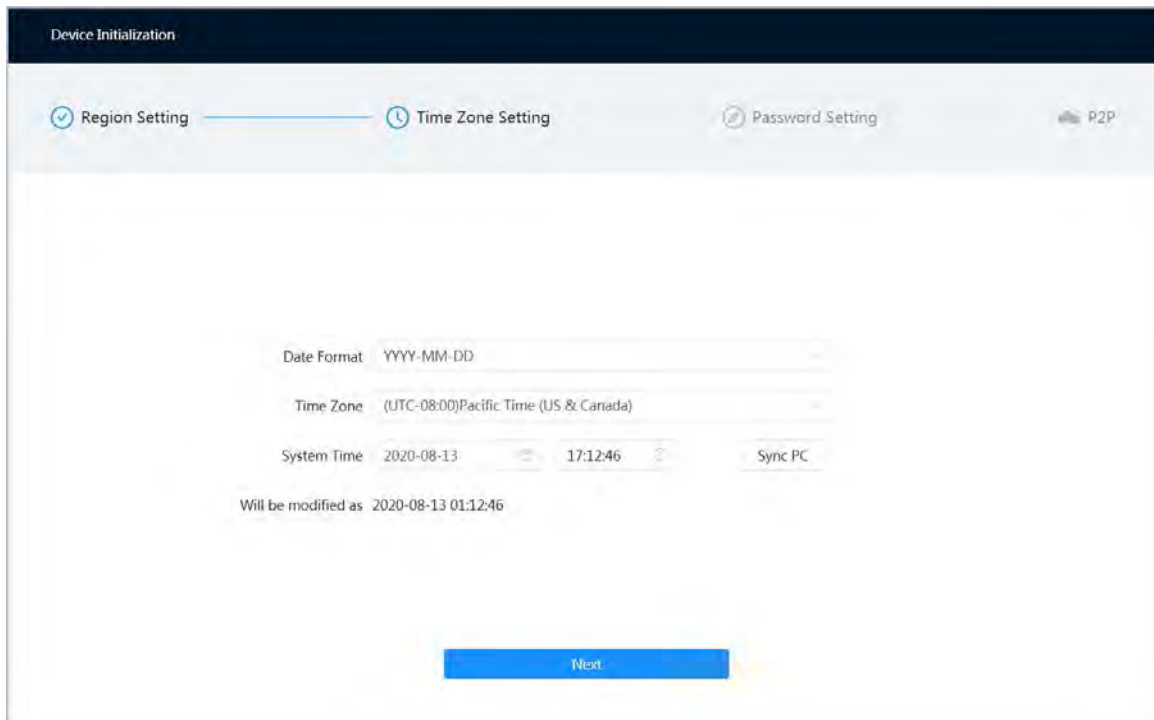 Device Initialization
Region Setting
Time Zone Setting
Password Setting
P2P
Date Format YYYY-MM-DD
Time Zone (UTC-08:00)Pacific Time (US & Canada)
System Time 2020-08-13 17:12:46 Sync PC
Will be modified as 2020-08-13 01:12:46
Next